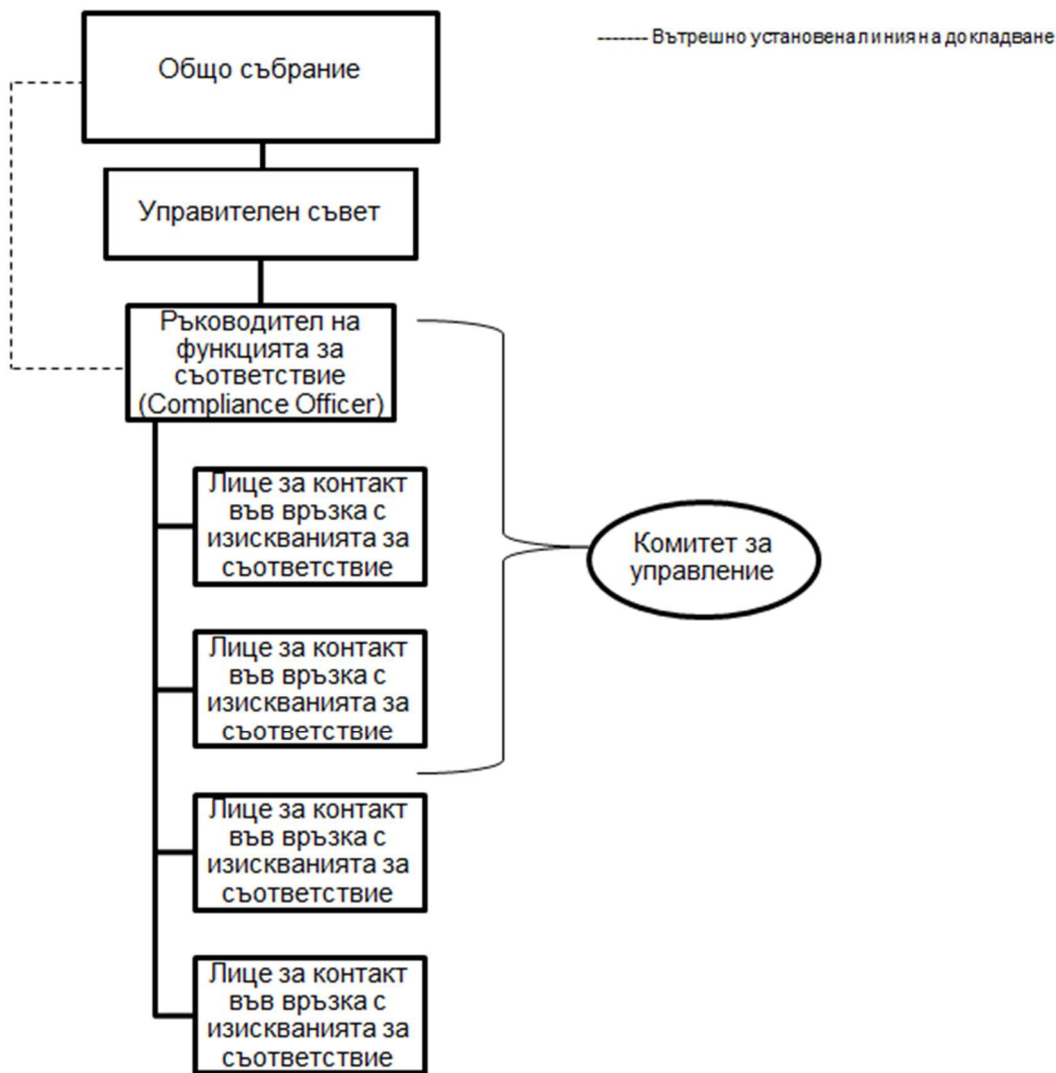 ------- Вътрешно установена линия на докладване
Общо събрание
Управителен съвет
Ръководител на
функцията за
съответствие
(Compliance Officer)
Лице за контакт
във връзка с
изискванията за
съответствие
Лице за контакт
във връзка с
изискванията за
съответствие
Комитет за
управление
Лице за контакт
във връзка с
изискванията за
съответствие
Лице за контакт
във връзка с
изискванията за
съответствие